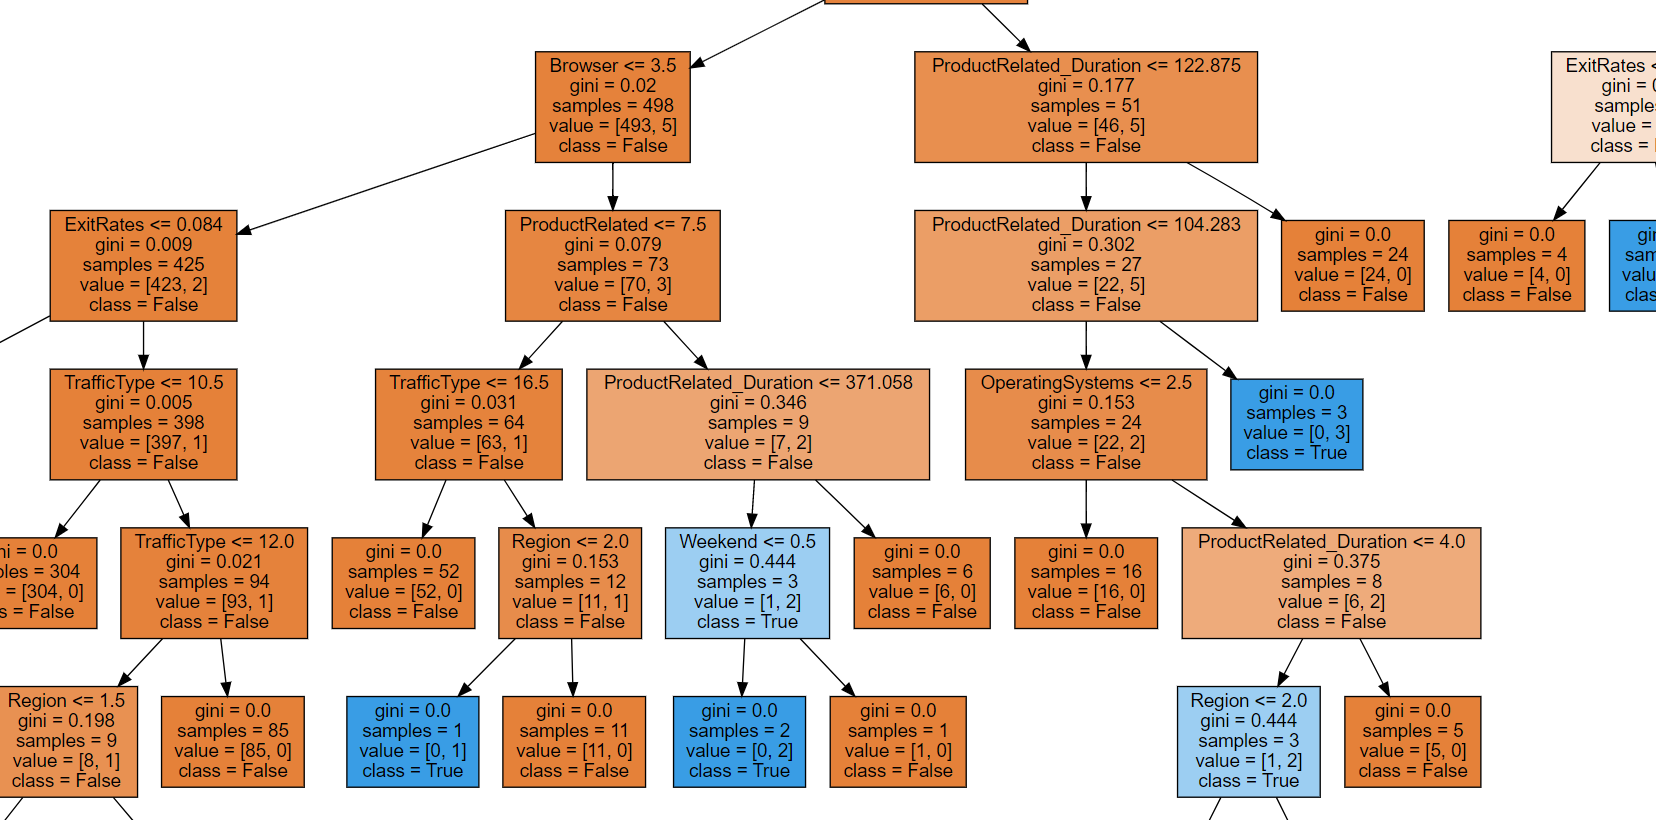 Browser <= 3.5
gini = 0.02
samples = 498
value = [493, 5]
class = False
ProductRelated_Duration <= 122.875
gini = 0.177
samples = 51
value = [46, 5]
class = False
ExitRates <
gini =
value =
class =
ExitRates <= 0.084
gini = 0.009
samples = 425
value = [423, 2]
class = False
ProductRelated <= 7.5
gini = 0.079
samples = 73
value = [70, 3]
class = False
ProductRelated_Duration <= 104.283
gini = 0.302
samples = 27
value = [22, 5]
class = False
gini = 0.0
samples = 24
value = [24, 0]
class = False
gini = 0.0
samples = 4
value = [4, 0]
class = False
TrafficType <= 10.5
gini = 0.005
samples = 398
value = [397, 1]
class = False
TrafficType <= 16.5
gini = 0.031
samples = 64
value = [63, 1]
class = False
ProductRelated_Duration <= 371.058
gini = 0.346
samples = 9
value = [7, 2]
class = False
OperatingSystems <= 2.5
gini = 0.153
samples = 24
value = [22, 2]
class = False
gini = 0.0
samples = 3
value = [0, 3]
class = True
= 0.0
= 304
= [304, 0]
= False
TrafficType <= 12.0
gini = 0.021
samples = 94
value = [93, 1]
class = False
gini = 0.0
samples = 52
value = [52, 0]
class = False
Region <= 2.0
gini = 0.153
samples = 12
value = [11, 1]
class = False
Weekend <= 0.5
gini = 0.444
samples = 3
value = [1, 2]
class = True
gini = 0.0
samples = 6
value = [6, 0]
class = False
gini = 0.0
samples = 16
value = [16, 0]
class = False
ProductRelated_Duration <= 4.0
gini = 0.375
samples = 8
value = [6, 2]
class = False
Region <= 1.5
gini = 0.198
samples = 9
value = [8, 1]
class = False
gini = 0.0
samples = 85
value = [85, 0]
class = False
gini = 0.0
samples = 1
value = [0, 1]
class = True
gini = 0.0
samples = 11
value = [11, 0]
class = False
gini = 0.0
samples = 2
value = [0, 2]
class = True
gini = 0.0
samples = 1
value = [1, 0]
class = False
Region <= 2.0
gini = 0.444
samples = 3
value = [1, 2]
class = True
gini = 0.0
samples = 5
value = [5, 0]
class = False